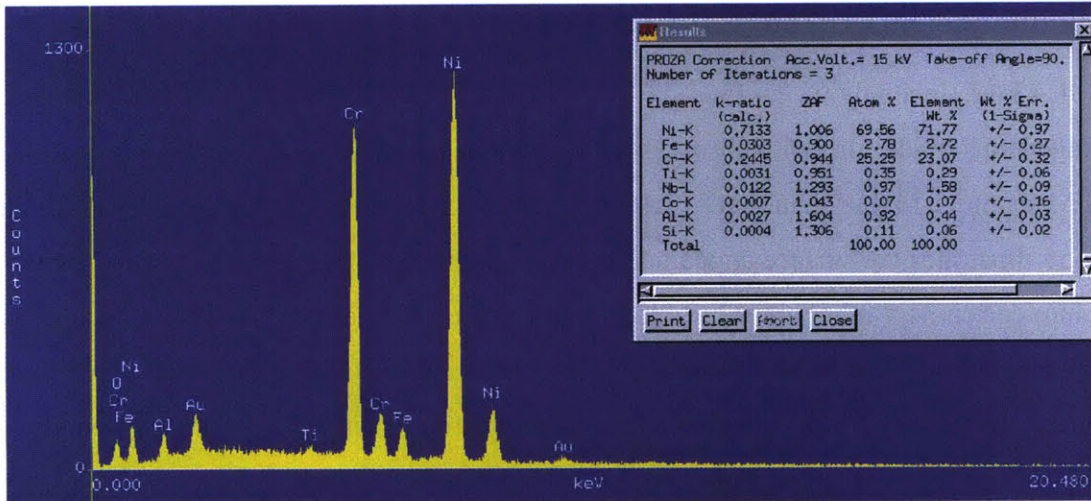 1300
Counts
0
0.000
keV
20.480
Ni
O
Cr
Fe
Al
Au
Ti
Cr
Cr
Fe
Ni
Ni
Au
Results
PROZA Correction Acc.Volt.= 15 kV Take-off Angle=90.
Number of Iterations = 3
Element k-ratio ZAF Atom % Element Wt % Err.
(calc.) Wt % (1-Sigma)
Ni-K 0.7133 1.006 69.56 71.77 +/- 0.97
Fe-K 0.0303 0.900 2.78 2.72 +/- 0.27
Cr-K 0.2445 0.944 25.25 23.07 +/- 0.32
Ti-K 0.0031 0.951 0.35 0.29 +/- 0.06
Nb-L 0.0122 1.293 0.97 1.58 +/- 0.09
Co-K 0.0007 1.043 0.07 0.07 +/- 0.16
Al-K 0.0027 1.604 0.92 0.44 +/- 0.03
Si-K 0.0004 1.306 0.11 0.06 +/- 0.02
Total 100.00 100.00
Print Clear Abort Close